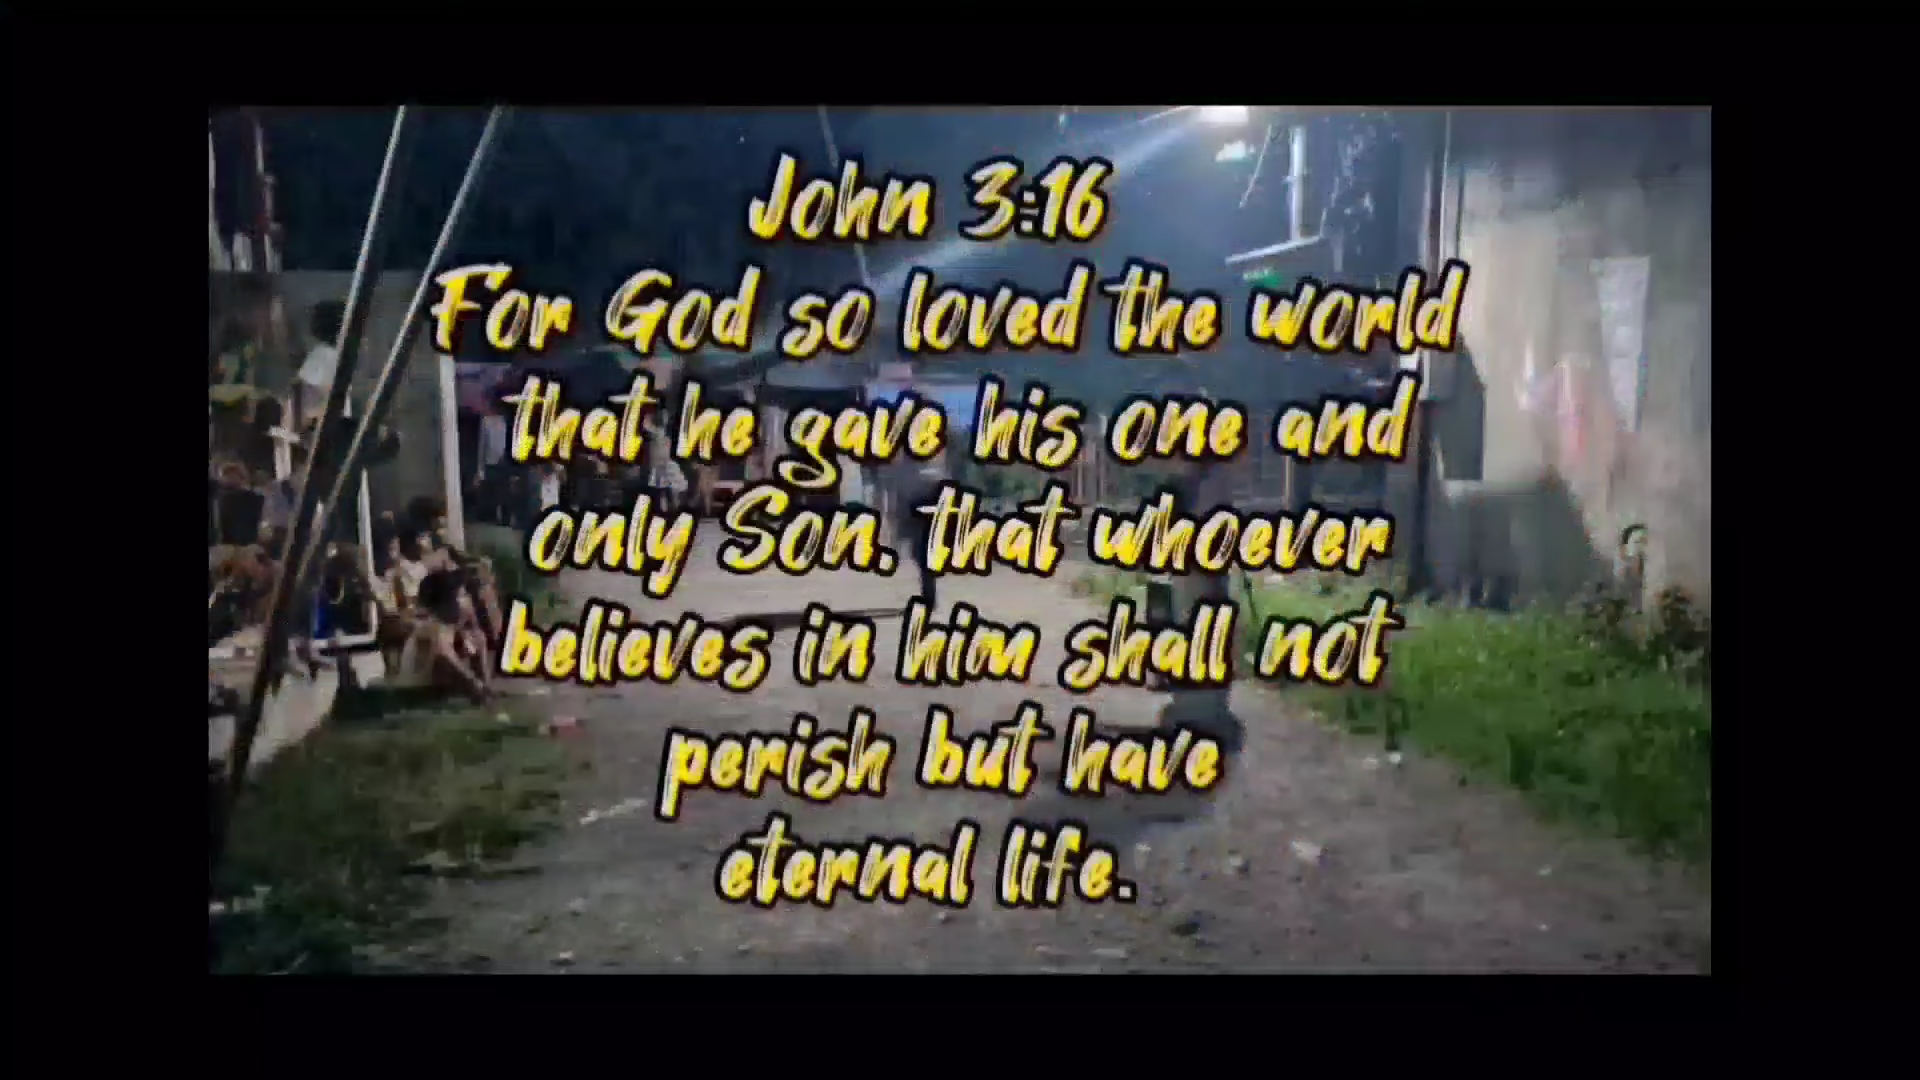 John 3:16
For God so loved the world
that he gave his one and
only Son. that whoever
believes in him shall not
perish but have
eternal life.